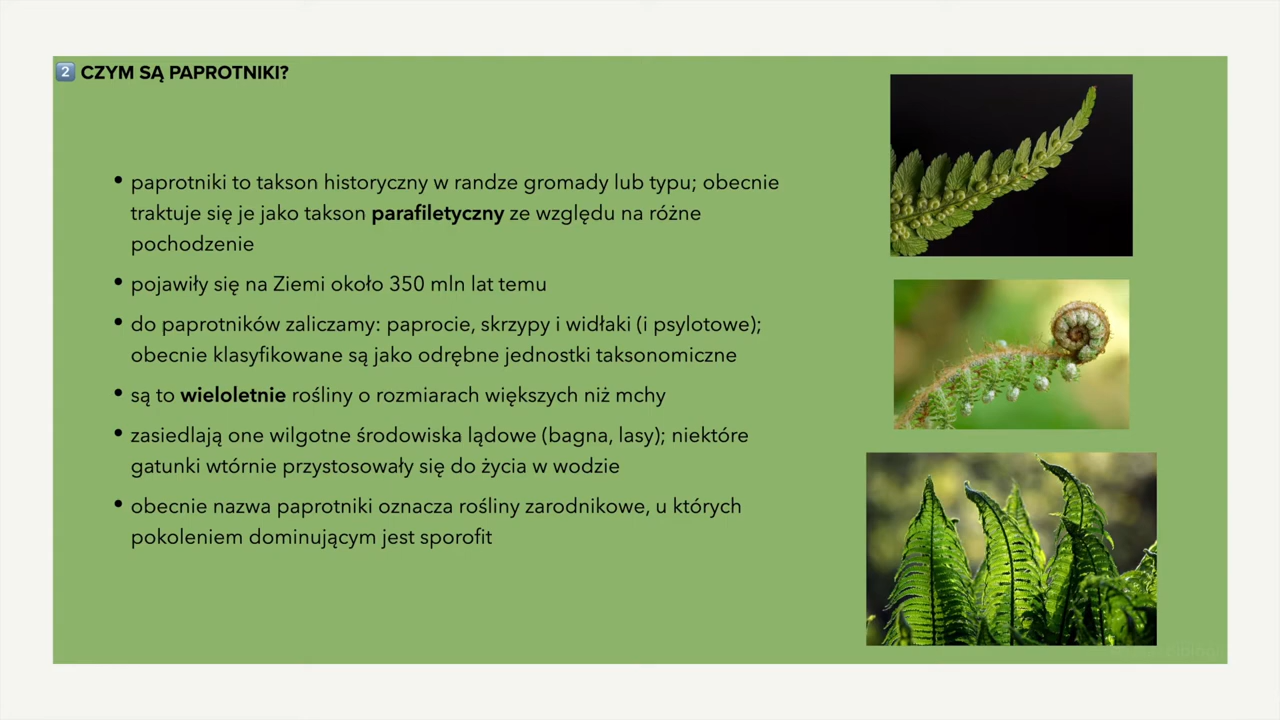 2 CZYM SĄ PAPROTNIKI?
• paprotniki to takson historyczny w randze gromady lub typu; obecnie
traktuje się je jako takson parafiletyczny ze względu na różne
pochodzenie
• pojawiły się na Ziemi około 350 mln lat temu
• do paprotników zaliczamy: paprocie, skrzypy i widłaki (i psylotowe);
obecnie klasyfikowane są jako odrębne jednostki taksonomiczne
• są to wieloletnie rośliny o rozmiarach większych niż mchy
• zasiedlają one wilgotne środowiska lądowe (bagna, lasy); niektóre
gatunki wtórnie przystosowały się do życia w wodzie
• obecnie nazwa paprotniki oznacza rośliny zarodnikowe, u których
pokoleniem dominującym jest sporofit